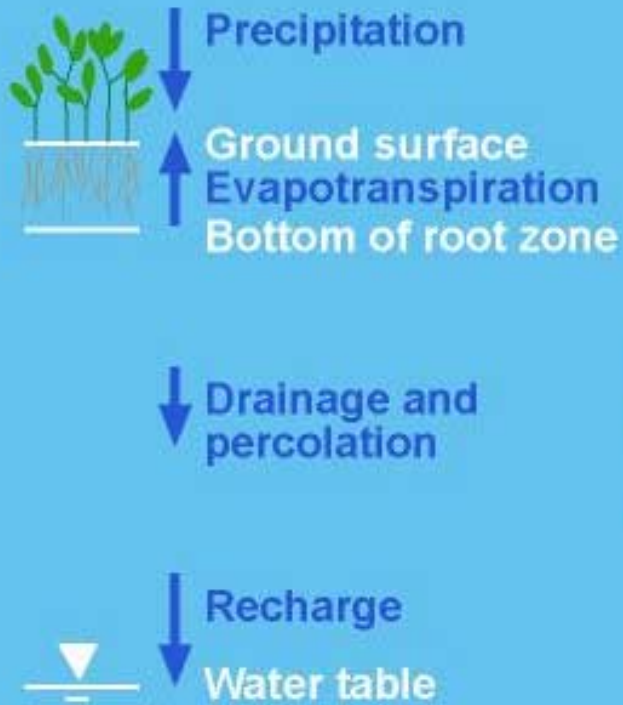 Precipitation
Ground surface
Evapotranspiration
Bottom of root zone
Drainage and
percolation
Recharge
Water table